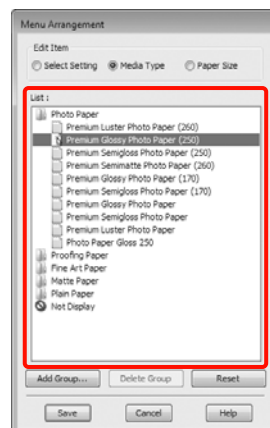 Menu Arrangement
Edit Item
Select Setting Media Type Paper Size
List :
Photo Paper
Premium Luster Photo Paper (260)
Premium Glossy Photo Paper (250)
Premium Semigloss Photo Paper (250)
Premium Semimatte Photo Paper (260)
Premium Glossy Photo Paper (170)
Premium Semigloss Photo Paper (170)
Premium Glossy Photo Paper
Premium Semigloss Photo Paper
Premium Luster Photo Paper
Photo Paper Gloss 250
Proofing Paper
Fine Art Paper
Matte Paper
Plain Paper
Not Display
Add Group... Delete Group Reset
Save Cancel Help